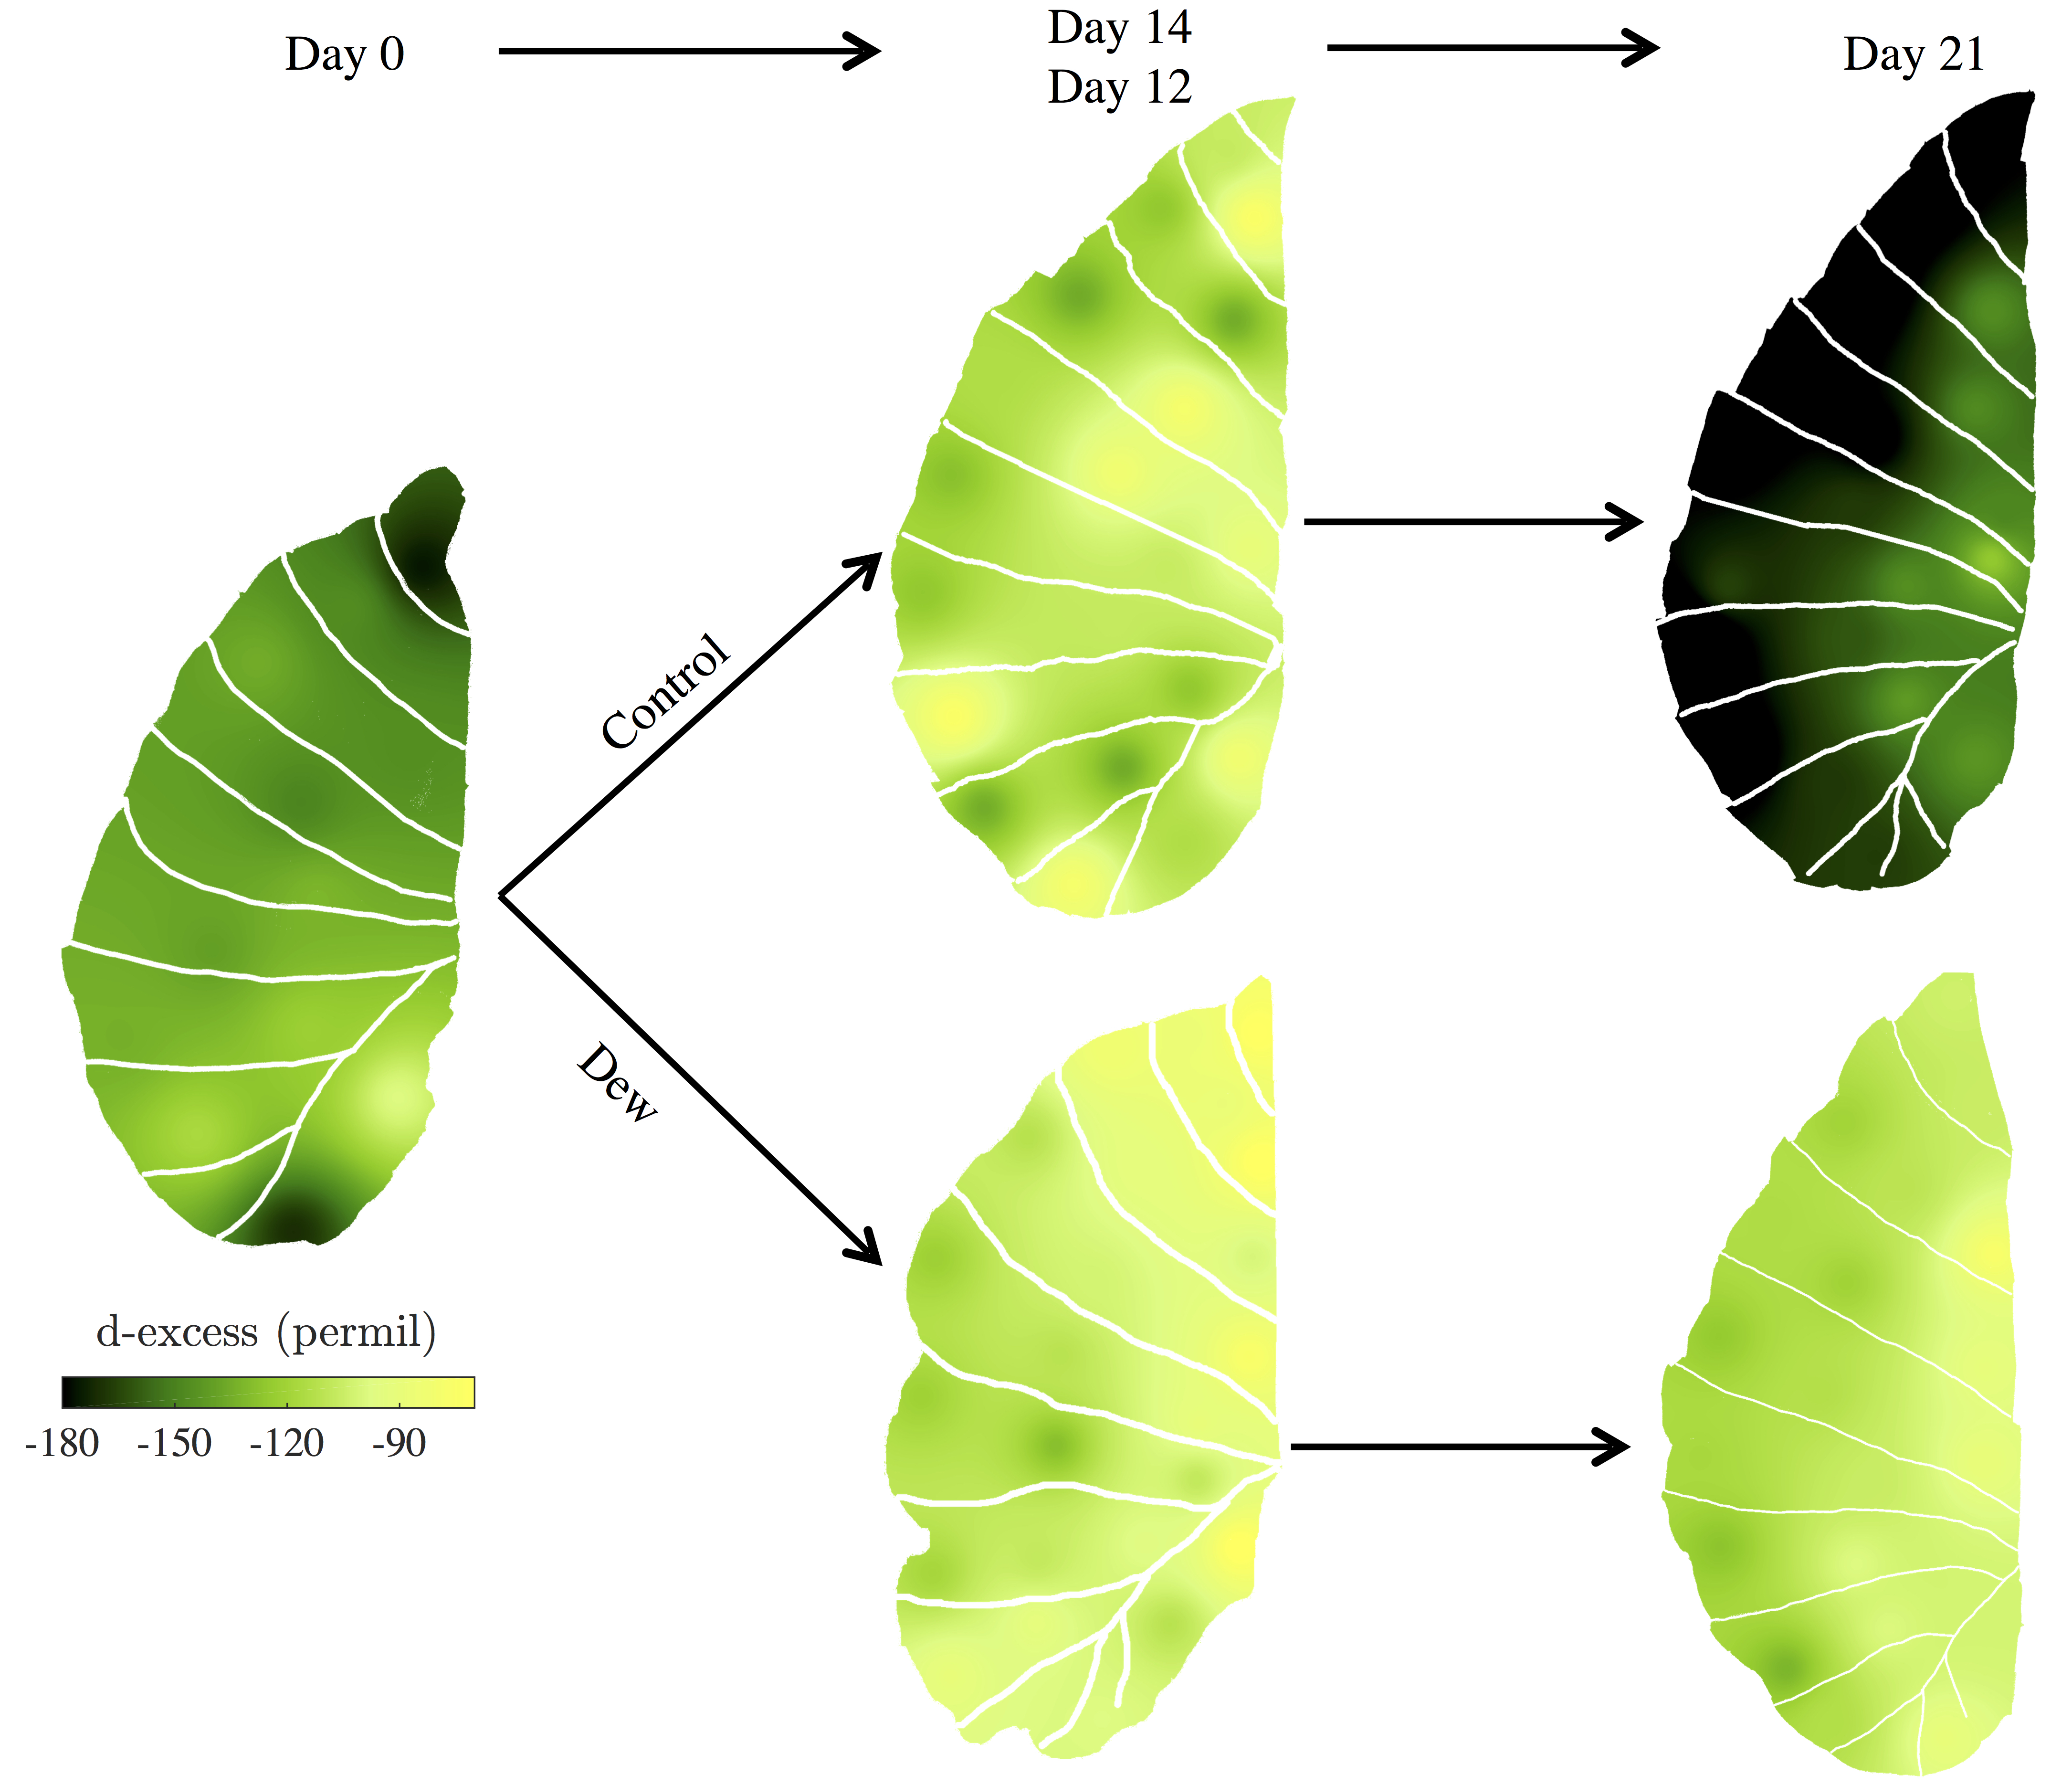 Day 0
Day 14
Day 12
Day 21
Control
Dew
d-excess (permil)
-180 -150 -120 -90